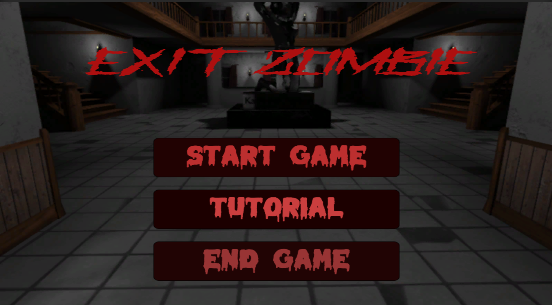 EXIT ZOMBIE
START GAME
TUTORIAL
END GAME